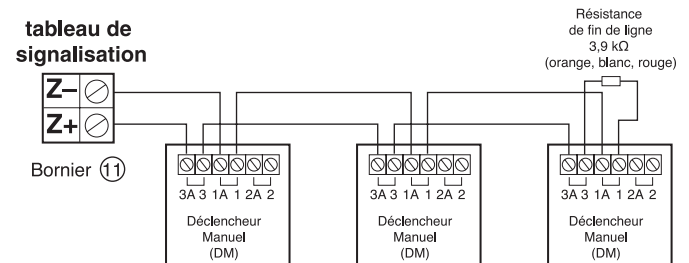 tableau de
signalisation
Z–
Z+
Bornier ⑪
Résistance
de fin de ligne
3,9 kΩ
(orange, blanc, rouge)
3A 3 1A 1 2A 2
Déclencheur
Manuel
(DM)
3A 3 1A 1 2A 2
Déclencheur
Manuel
(DM)
3A 3 1A 1 2A 2
Déclencheur
Manuel
(DM)